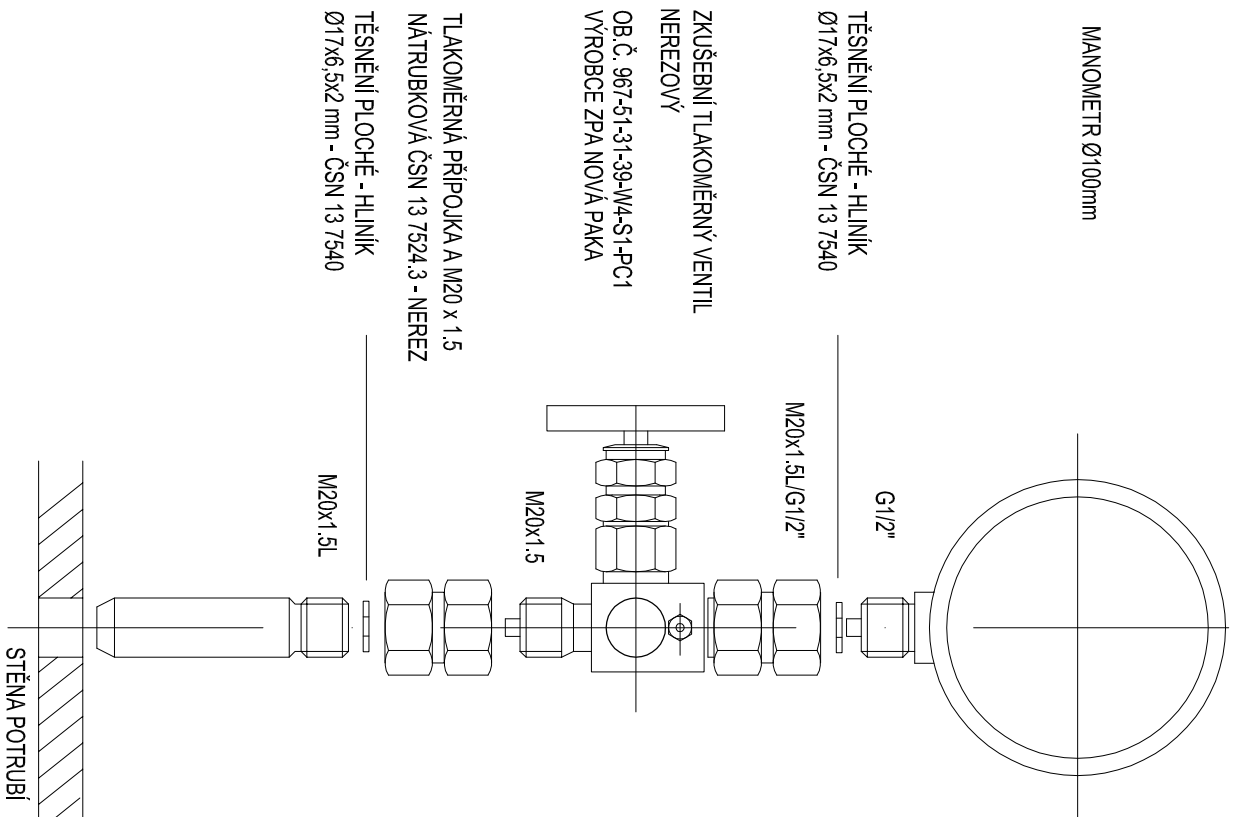 MANOMETR Ø100mm
TĚSNĚNÍ PLOCHÉ - HLINÍK
Ø17x6,5x2 mm - ČSN 13 7540
G1/2"
M20x1.5L/G1/2"
ZKUŠEBNÍ TLAKOMĚRNÝ VENTIL
NEREZOVÝ
OB.Č. 967-51-31-39-W4-S1-PC1
VÝROBCE ZPA NOVÁ PAKA
M20x1.5
TLAKOMĚRNÁ PŘÍPOJKA A M20 x 1.5
NÁTRUBKOVÁ ČSN 13 7524.3 - NEREZ
TĚSNĚNÍ PLOCHÉ - HLINÍK
Ø17x6,5x2 mm - ČSN 13 7540
M20x1.5L
STĚNA POTRUBÍ